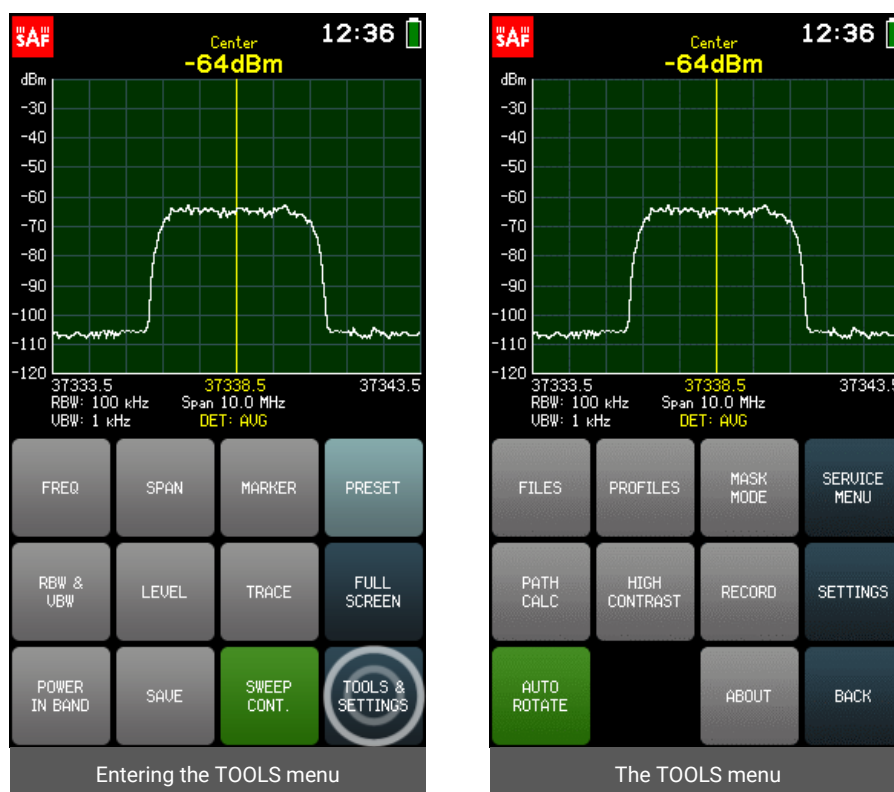 SAF
Center
12:36
-64dBm
dBm
-30
-40
-50
-60
-70
-80
-90
-100
-110
-120
37333.5 37338.5 37343.5
RBW: 100 kHz Span 10.0 MHz
VBW: 1 kHz DET: AVG
FREQ
SPAN
MARKER
PRESET
RBW &
VBW
LEVEL
TRACE
FULL
SCREEN
POWER
IN BAND
SAVE
SWEEP
CONT.
TOOLS &
SETTINGS
Entering the TOOLS menu
SAF
Center
12:36
-64dBm
dBm
-30
-40
-50
-60
-70
-80
-90
-100
-110
-120
37333.5 37338.5 37343.5
RBW: 100 kHz Span 10.0 MHz
VBW: 1 kHz DET: AVG
FILES
PROFILES
MASK
MODE
SERVICE
MENU
PATH
CALC
HIGH
CONTRAST
RECORD
SETTINGS
AUTO
ROTATE
ABOUT
BACK
The TOOLS menu